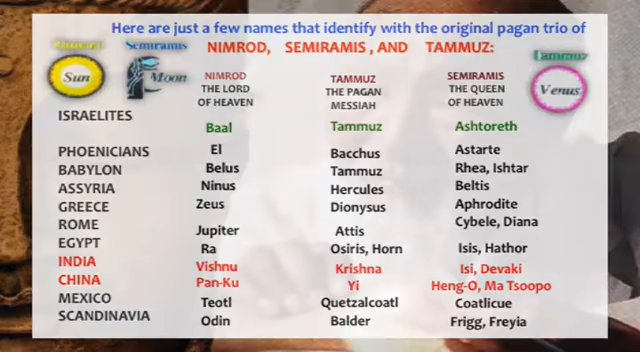 Here are just a few names that identify with the original pagan trio of
NIMROD, SEMIRAMIS, AND TAMMUZ:
Nimrod Semiramis Tammuz
Sun Moon Venus
NIMROD THE LORD OF HEAVEN
TAMMUZ THE PAGAN MESSIAH
SEMIRAMIS THE QUEEN OF HEAVEN
ISRAELITES Baal Tammuz Ashtoreth
PHOENICIANS El Bacchus Astarte
BABYLON Belus Tammuz Rhea, Ishtar
ASSYRIA Ninus Hercules Beltis
GREECE Zeus Dionysus Aphrodite
ROME Jupiter Attis Cybele, Diana
EGYPT Ra Osiris, Horn Isis, Hathor
INDIA Vishnu Krishna Isi, Devaki
CHINA Pan-Ku Yi Heng-O, Ma Tsoopo
MEXICO Teotl Quetzalcoatl Coatlicue
SCANDINAVIA Odin Balder Frigg, Freyia